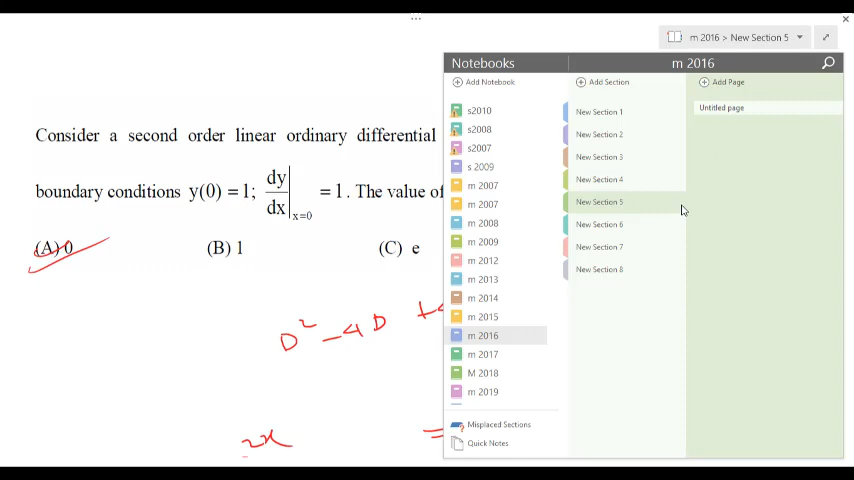 ...
m 2016 > New Section 5
Notebooks
m 2016
Add Notebook
Add Section
Add Page
s2010
s2008
s2007
s 2009
m 2007
m 2007
m 2008
m 2009
m 2012
m 2013
m 2014
m 2015
m 2016
m 2017
M 2018
m 2019
Misplaced Sections
Quick Notes
New Section 1
New Section 2
New Section 3
New Section 4
New Section 5
New Section 6
New Section 7
New Section 8
Untitled page
Consider a second order linear ordinary differential
boundary conditions y(0) = 1; dy/dx|x=0 = 1. The value of
(A) 0 (B) 1 (C) e
D² - 4D +
2x =